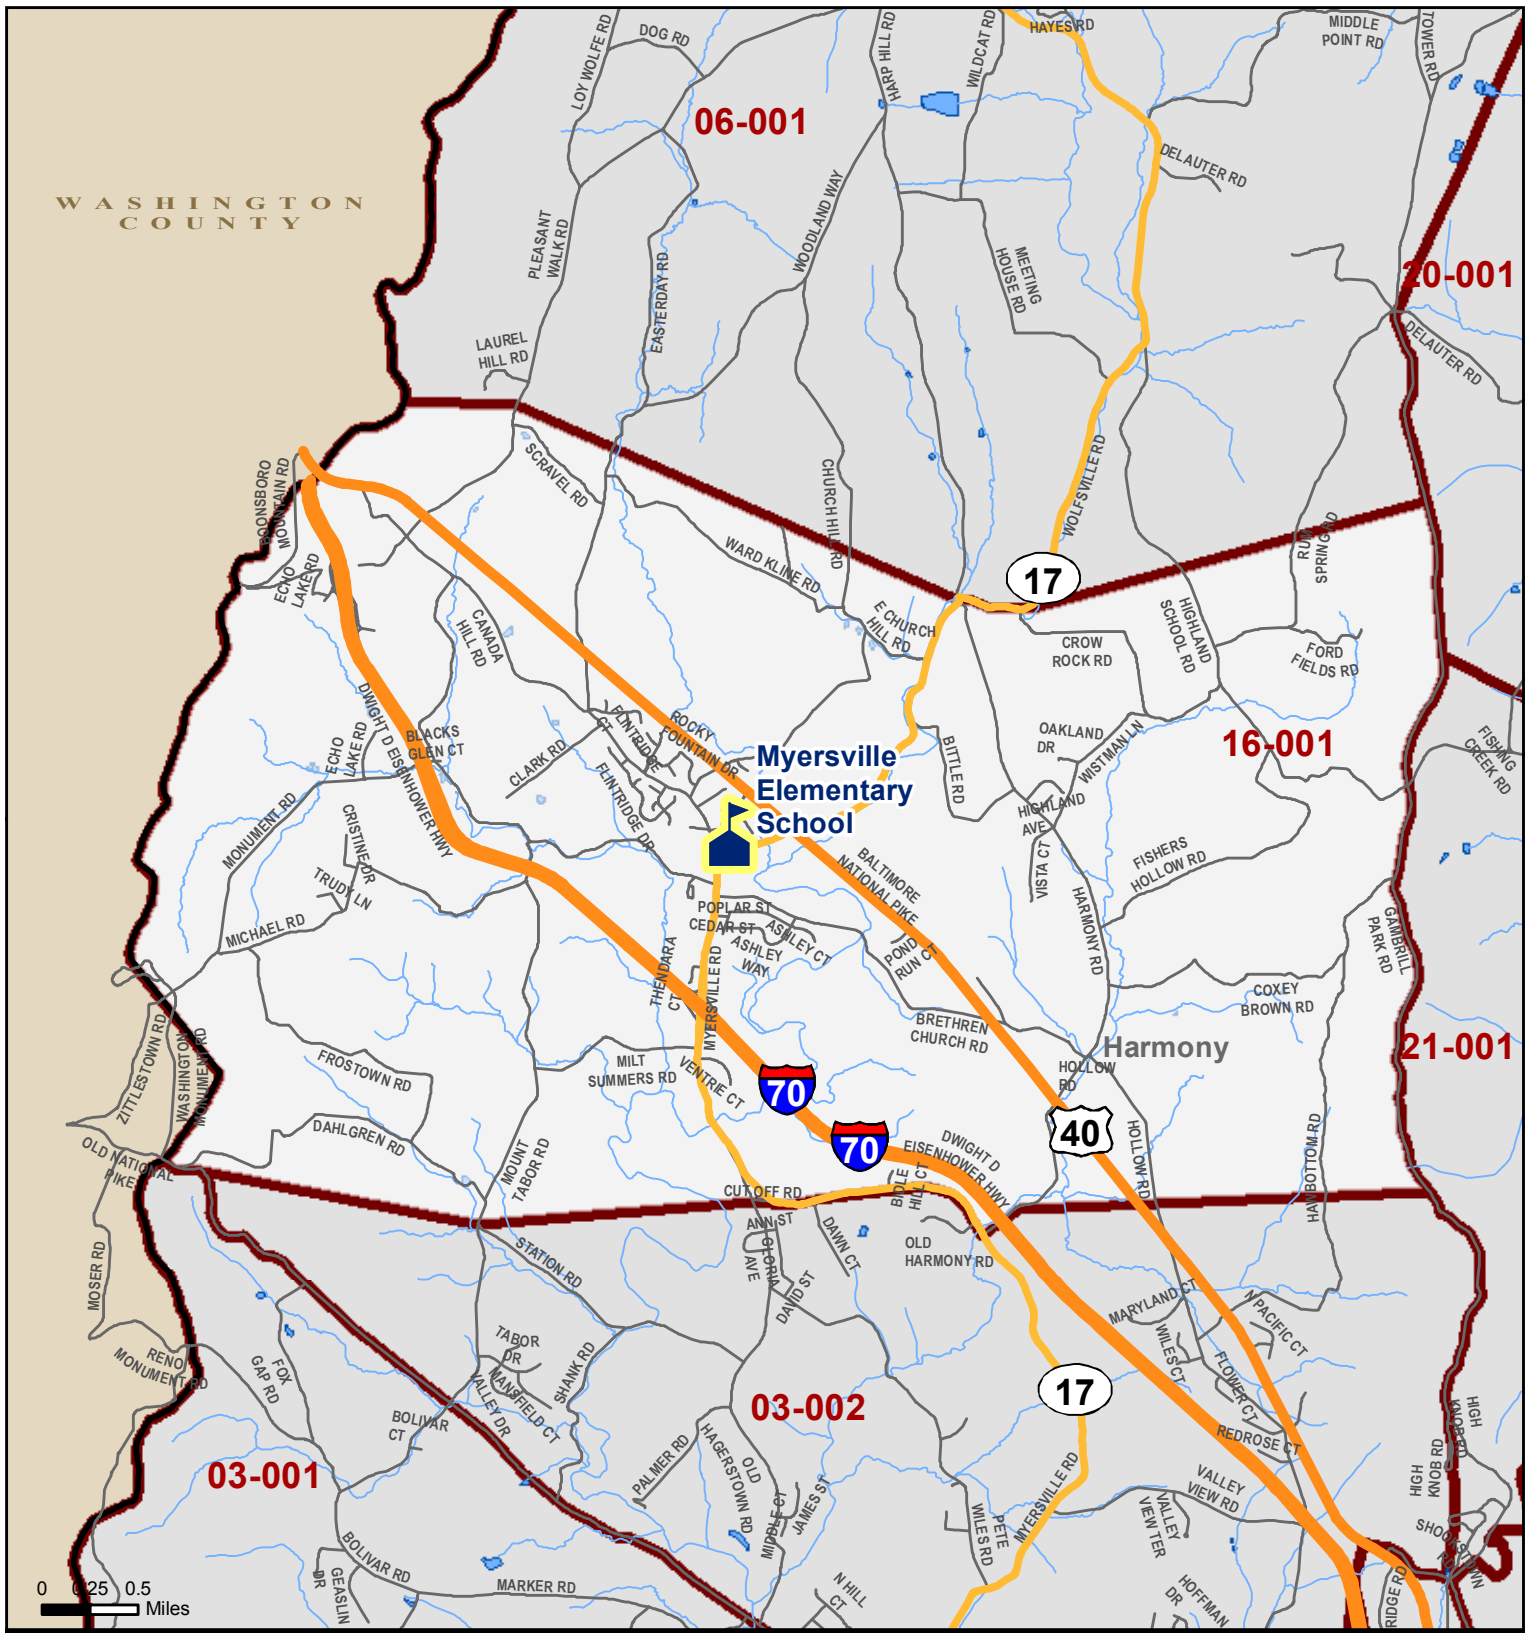 HAYES RD
MIDDLE
POINT RD
TOWER RD
DOG RD
LOY WOLFE RD
HARP HILL RD
WILDCAT RD
06-001
DELAUTER RD
WASHINGTON
COUNTY
WOODLAND WAY
PLEASANT
WALK RD
EASTERDAY RD
MEETING
HOUSE RD
20-001
DELAUTER RD
LAUREL
HILL RD
SCRAVEL RD
CHURCH HILL RD
WOLFSVILLE RD
BOONSBORO
MOUNTAIN RD
ECHO
LAKE RD
WARD KLINE RD
RUM
SPRING RD
17
E CHURCH
HILL RD
CANADA
HILL RD
CROW
ROCK RD
HIGHLAND
SCHOOL RD
FORD
FIELDS RD
DWIGHT D EISENHOWER HWY
FLINTRIDGE
CT
ROCKY
FOUNTAIN DR
ECHO
LAKE RD
BLACKS
GLEN CT
CLARK RD
FLINTRIDGE DR
Myersville
Elementary
School
BITTLE RD
OAKLAND
DR
WISTMAN LN
16-001
FISHING
CREEK RD
MONUMENT RD
CRISTINE DR
TRUDY LN
MICHAEL RD
HIGHLAND
AVE
VISTA CT
FISHERS
HOLLOW RD
BALTIMORE
NATIONAL PIKE
HARMONY RD
POPLAR ST
CEDAR ST
ASHLEY CT
ASHLEY
WAY
POND
RUN CT
GAMBRILL
PARK RD
THENDARA
CT
MYERSVILLE RD
COXEY
BROWN RD
BRETHREN
CHURCH RD
Harmony
21-001
ZITTLESTOWN RD
WASHINGTON
MONUMENT RD
FROSTOWN RD
MILT
SUMMERS RD
VENTRIE CT
HOLLOW
RD
70
70
40
DAHLGREN RD
OLD NATIONAL
PIKE
MOUNT
TABOR RD
DWIGHT D
EISENHOWER HWY
HOLLOW RD
HAWBOTTOM RD
CUT OFF RD
BIDLE
HILL CT
ANN ST
GLORIA
AVE
DAWN CT
OLD
HARMONY RD
MOSER RD
STATION RD
DAVID ST
MARYLAND CT
N PACIFIC CT
RENO
MONUMENT RD
FOX
GAP RD
TABOR
DR
MANSFIELD CT
VALLEY DR
SHANK RD
WILES CT
FLOWER CT
17
03-002
BOLIVAR
CT
REDROSE CT
HIGH
KNOB RD
HIGH
KNOB RD
03-001
PALMER RD
OLD
HAGERSTOWN RD
MIDDLE CT
JAMES ST
PETE
WILES RD
MYERSVILLE RD
VALLEY
VIEW RD
VALLEY
VIEW TER
SHOOKSTOWN
RD
BOLIVAR RD
GEASLIN
DR
MARKER RD
N HILL
CT
HOFFMAN
DR
RIDGE RD
0 0.25 0.5
Miles